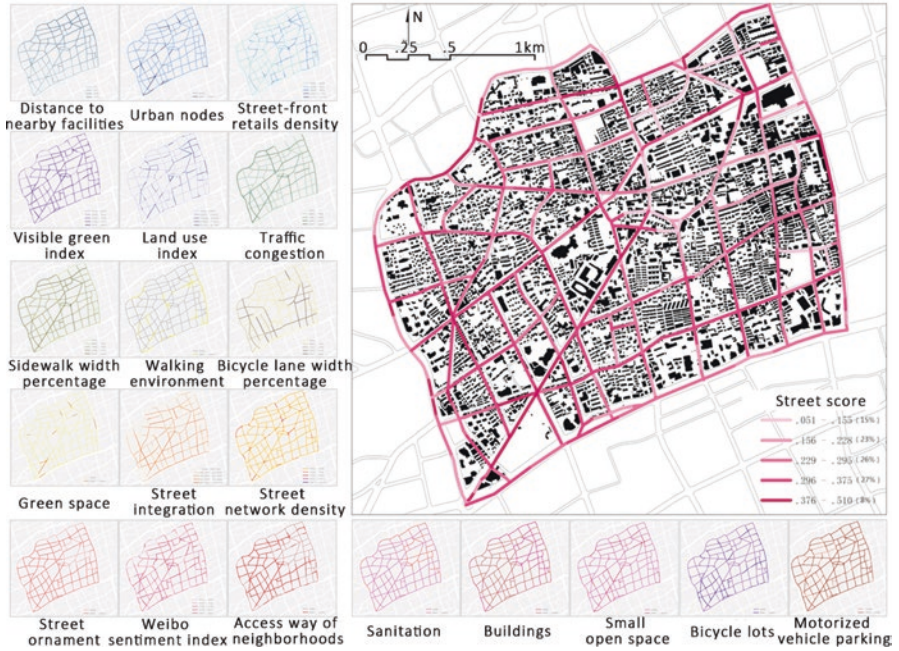 Distance to
nearby facilities
Urban nodes
Street-front
retails density
Visible green
index
Land use
index
Traffic
congestion
Sidewalk width
percentage
Walking
environment
Bicycle lane width
percentage
Green space
Street
integration
Street
network density
Street
ornament
Weibo
sentiment index
Access way of
neighborhoods
N
0 .25 .5 1km
Street score
.051 - .155 (15%)
.156 - .228 (23%)
.229 - .295 (26%)
.296 - .375 (27%)
.376 - .510 (8%)
Sanitation
Buildings
Small
open space
Bicycle lots
Motorized
vehicle parking